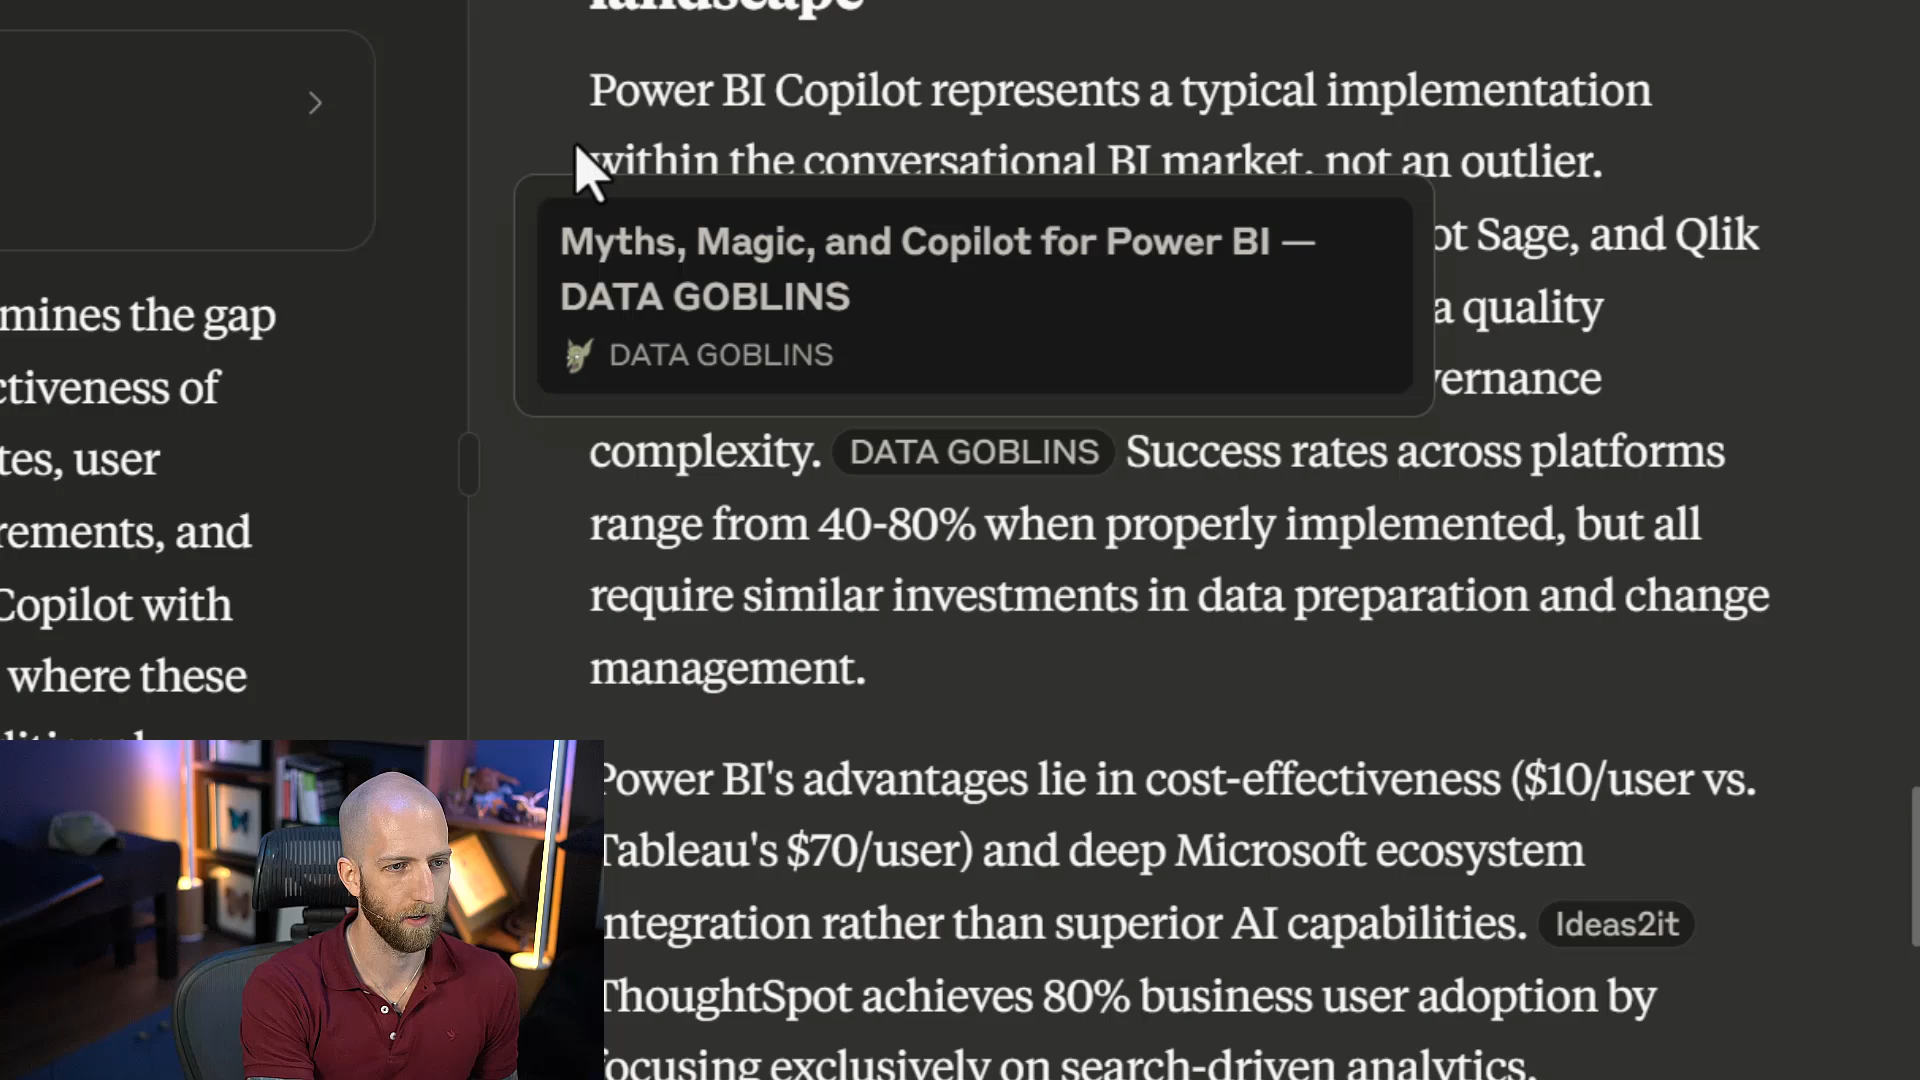 landscape
Power BI Copilot represents a typical implementation
within the conversational BI market, not an outlier.
Myths, Magic, and Copilot for Power BI —
DATA GOBLINS
DATA GOBLINS
Sage, and Qlik
a quality
complexity. DATA GOBLINS Success rates across platforms
range from 40-80% when properly implemented, but all
require similar investments in data preparation and change
management.
Power BI's advantages lie in cost-effectiveness ($10/user vs.
Tableau's $70/user) and deep Microsoft ecosystem
integration rather than superior AI capabilities. Ideas2it
ThoughtSpot achieves 80% business user adoption by
focusing exclusively on search-driven analytics.
mines the gap
ctiveness of
tes, user
rements, and
Copilot with
where these